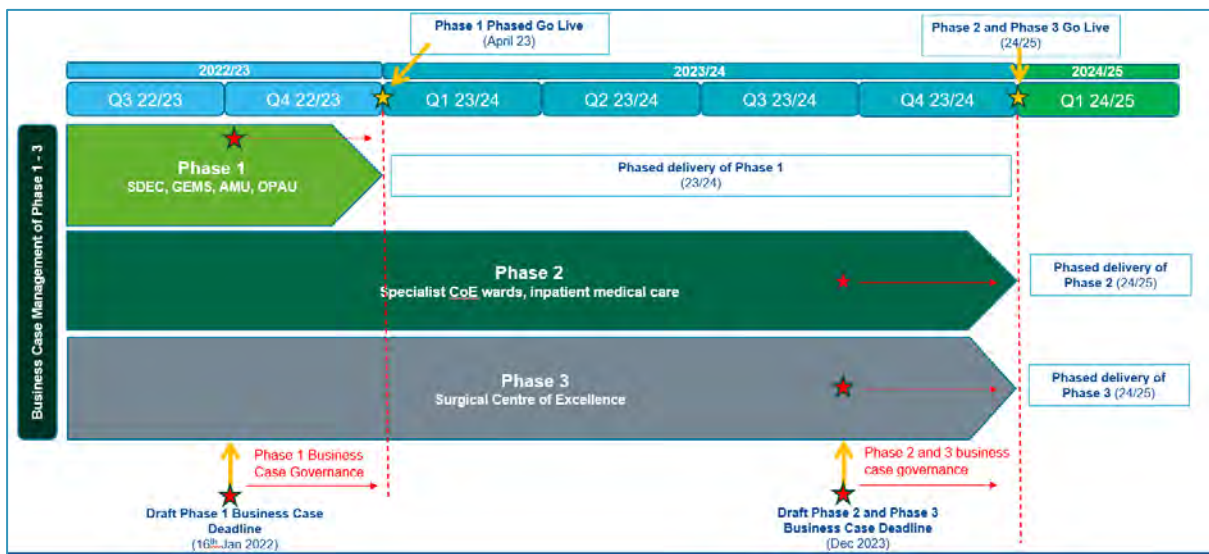 Phase 1 Phased Go Live
(April 23)
Phase 2 and Phase 3 Go Live
(24/25)
2022/23
2023/24
2024/25
Q3 22/23
Q4 22/23
Q1 23/24
Q2 23/24
Q3 23/24
Q4 23/24
Q1 24/25
Business Case Management of Phase 1 - 3
Phase 1
SDEC, GEMS, AMU, OPAU
Phased delivery of Phase 1
(23/24)
Phase 2
Specialist CoE wards, inpatient medical care
Phased delivery of
Phase 2 (24/25)
Phase 3
Surgical Centre of Excellence
Phased delivery of
Phase 3 (24/25)
Phase 1 Business
Case Governance
Phase 2 and 3 business
case governance
Draft Phase 1 Business Case
Deadline
(16th Jan 2022)
Draft Phase 2 and Phase 3
Business Case Deadline
(Dec 2023)